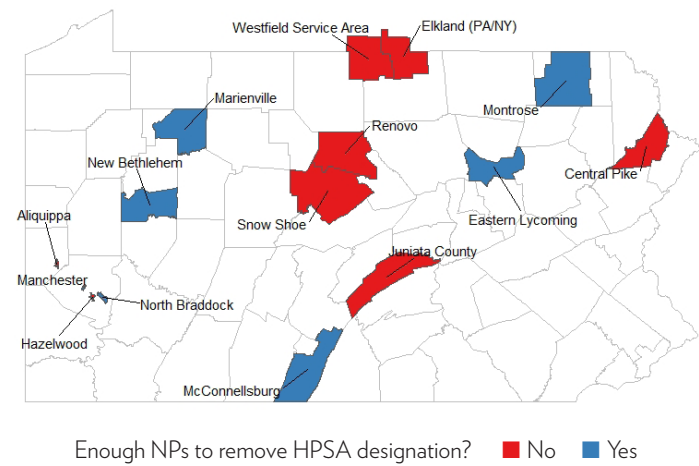 Westfield Service Area
Elkland (PA/NY)
Marienville
Montrose
Renovo
New Bethlehem
Central Pike
Aliquippa
Snow Shoe
Eastern Lycoming
Juniata County
Manchester
North Braddock
Hazelwood
McConnellsburg
Enough NPs to remove HPSA designation? No Yes